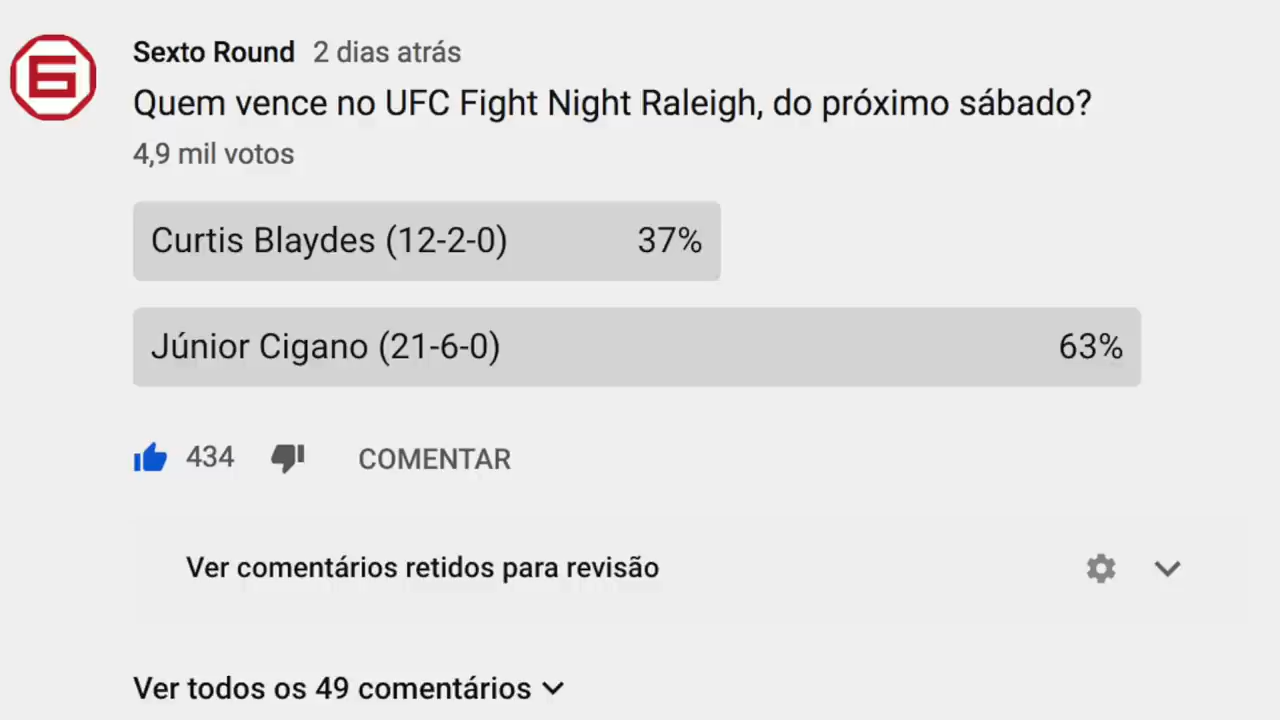 6
Sexto Round 2 dias atrás
Quem vence no UFC Fight Night Raleigh, do próximo sábado?
4,9 mil votos
Curtis Blaydes (12-2-0) 37%
Júnior Cigano (21-6-0) 63%
434 COMENTAR
Ver comentários retidos para revisão
Ver todos os 49 comentários